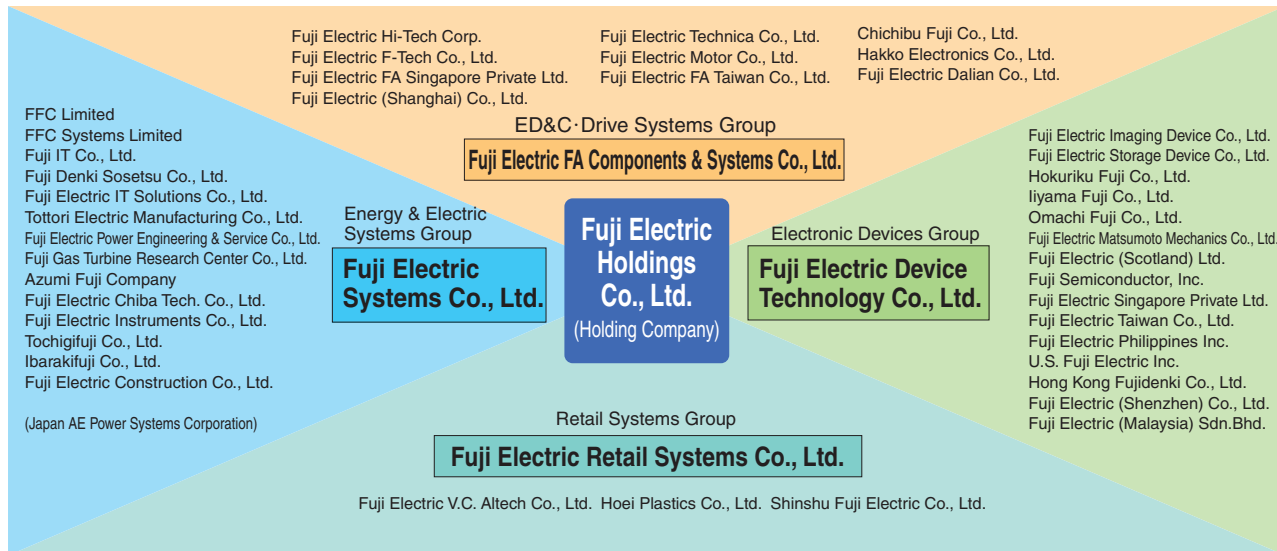 Fuji Electric Hi-Tech Corp.
Fuji Electric F-Tech Co., Ltd.
Fuji Electric FA Singapore Private Ltd.
Fuji Electric (Shanghai) Co., Ltd.
Fuji Electric Technica Co., Ltd.
Fuji Electric Motor Co., Ltd.
Fuji Electric FA Taiwan Co., Ltd.
Chichibu Fuji Co., Ltd.
Hakko Electronics Co., Ltd.
Fuji Electric Dalian Co., Ltd.
ED&C·Drive Systems Group
Fuji Electric FA Components & Systems Co., Ltd.
FFC Limited
FFC Systems Limited
Fuji IT Co., Ltd.
Fuji Denki Sosetsu Co., Ltd.
Fuji Electric IT Solutions Co., Ltd.
Tottori Electric Manufacturing Co., Ltd.
Fuji Electric Power Engineering & Service Co., Ltd.
Fuji Gas Turbine Research Center Co., Ltd.
Azumi Fuji Company
Fuji Electric Chiba Tech. Co., Ltd.
Fuji Electric Instruments Co., Ltd.
Tochigifuji Co., Ltd.
Ibarakifuji Co., Ltd.
Fuji Electric Construction Co., Ltd.
(Japan AE Power Systems Corporation)
Energy & Electric
Systems Group
Fuji Electric
Systems Co., Ltd.
Fuji Electric
Holdings
Co., Ltd.
(Holding Company)
Electronic Devices Group
Fuji Electric Device
Technology Co., Ltd.
Fuji Electric Imaging Device Co., Ltd.
Fuji Electric Storage Device Co., Ltd.
Hokuriku Fuji Co., Ltd.
Iiyama Fuji Co., Ltd.
Omachi Fuji Co., Ltd.
Fuji Electric Matsumoto Mechanics Co., Ltd.
Fuji Electric (Scotland) Ltd.
Fuji Semiconductor, Inc.
Fuji Electric Singapore Private Ltd.
Fuji Electric Taiwan Co., Ltd.
Fuji Electric Philippines Inc.
U.S. Fuji Electric Inc.
Hong Kong Fujidenki Co., Ltd.
Fuji Electric (Shenzhen) Co., Ltd.
Fuji Electric (Malaysia) Sdn.Bhd.
Retail Systems Group
Fuji Electric Retail Systems Co., Ltd.
Fuji Electric V.C. Altech Co., Ltd. Hoei Plastics Co., Ltd. Shinshu Fuji Electric Co., Ltd.